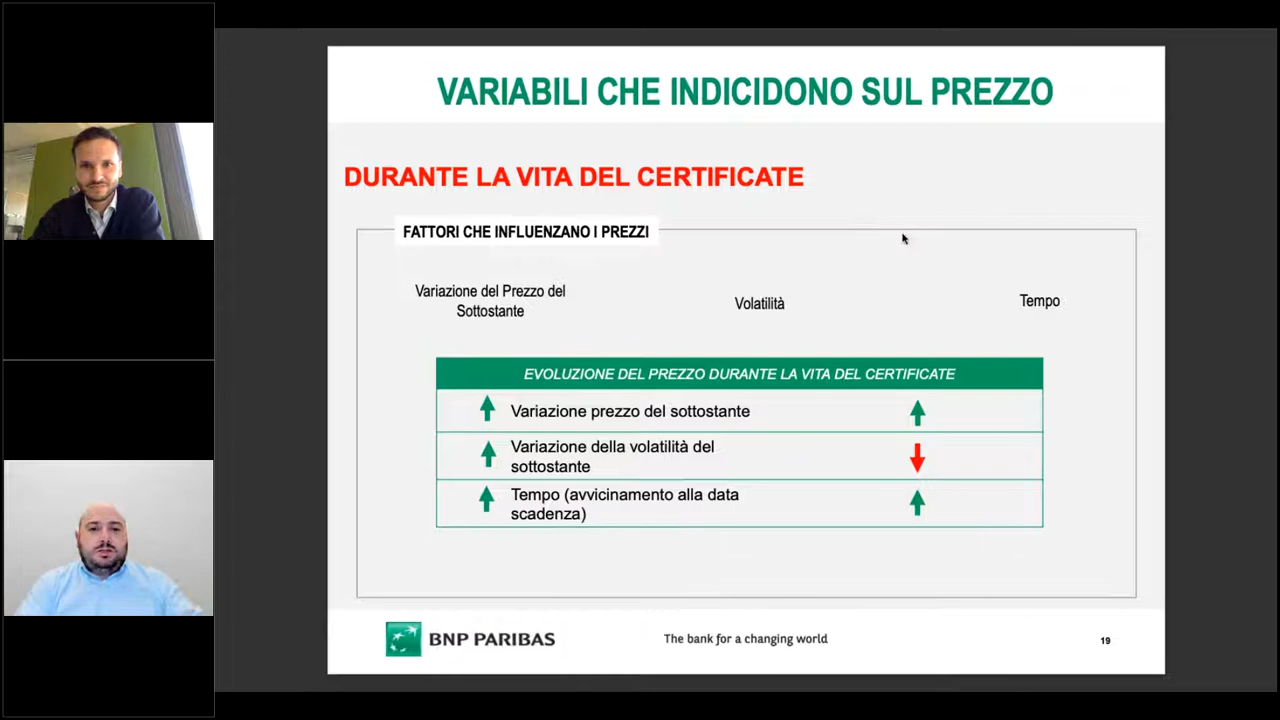 VARIABILI CHE INDICIDONO SUL PREZZO
DURANTE LA VITA DEL CERTIFICATE
FATTORI CHE INFLUENZANO I PREZZI
Variazione del Prezzo del
Sottostante
Volatilità
Tempo
EVOLUZIONE DEL PREZZO DURANTE LA VITA DEL CERTIFICATE
Variazione prezzo del sottostante
Variazione della volatilità del
sottostante
Tempo (avvicinamento alla data
scadenza)
BNP PARIBAS
The bank for a changing world
19